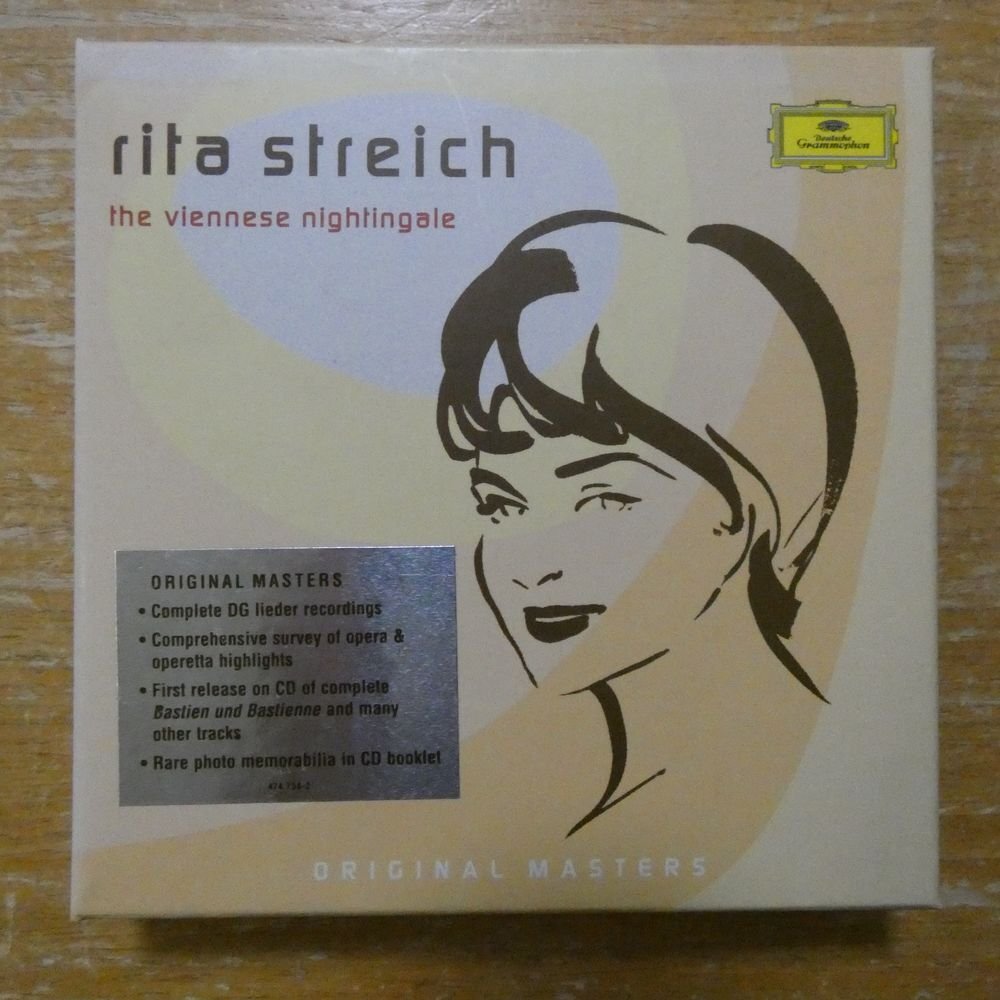 rita streich
the viennese nightingale
Deutsche
Grammophon
ORIGINAL MASTERS
• Complete DG lieder recordings
• Comprehensive survey of opera &
operetta highlights
• First release on CD of complete
Bastien und Bastienne and many
other tracks
• Rare photo memorabilia in CD booklet
ORIGINAL MASTERS